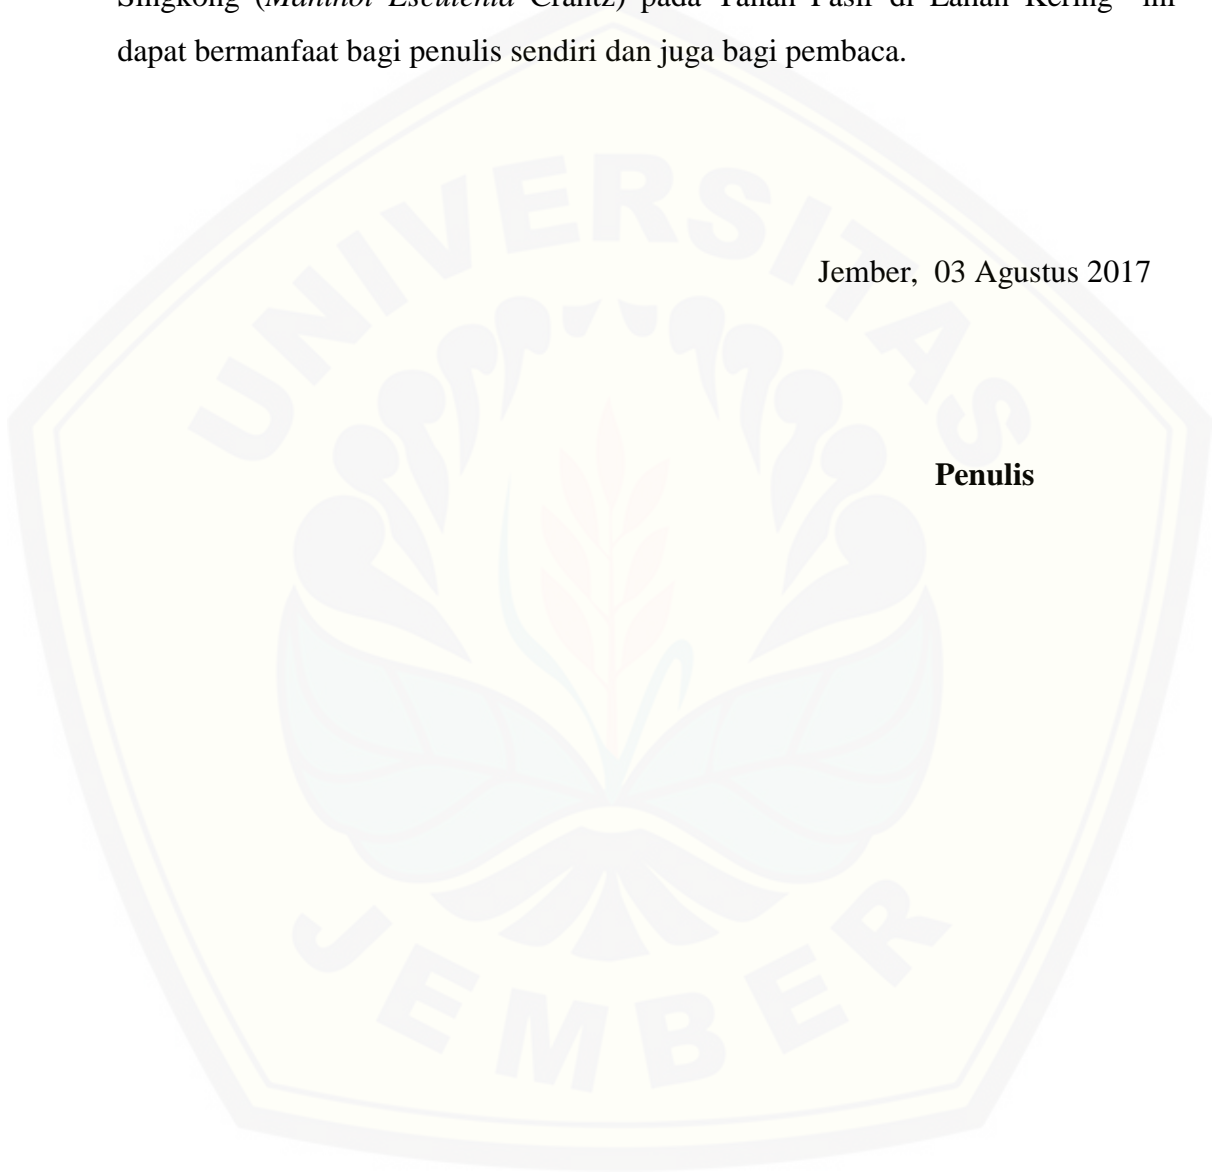 Singkong (Manihot Esculenta Crantz) pada Tanah Pasir di Lahan Kering" ini
dapat bermanfaat bagi penulis sendiri dan juga bagi pembaca.
UNIVERSITAS
Jember,  03 Agustus 2017
Penulis
JEMBER